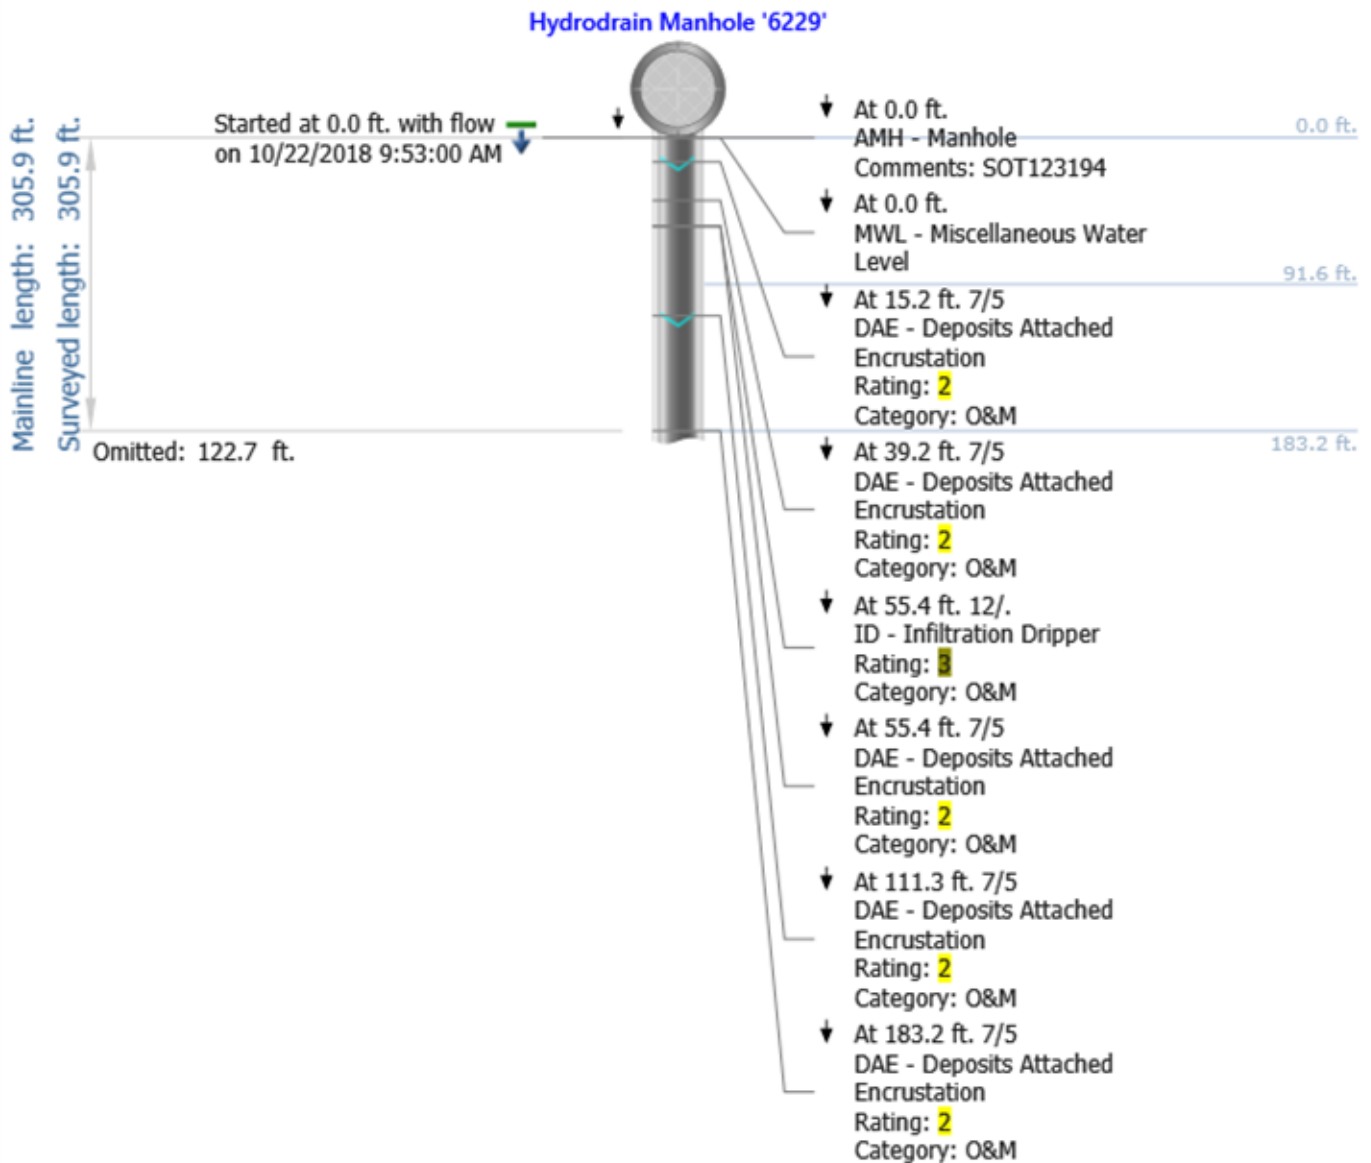 Hydrodrain Manhole '6229'
Mainline length: 305.9 ft.
Surveyed length: 305.9 ft.
Started at 0.0 ft. with flow
on 10/22/2018 9:53:00 AM
Omitted: 122.7 ft.
0.0 ft.
91.6 ft.
183.2 ft.
At 0.0 ft.
AMH - Manhole
Comments: SOT123194
At 0.0 ft.
MWL - Miscellaneous Water
Level
At 15.2 ft. 7/5
DAE - Deposits Attached
Encrustation
Rating: 2
Category: O&M
At 39.2 ft. 7/5
DAE - Deposits Attached
Encrustation
Rating: 2
Category: O&M
At 55.4 ft. 12/.
ID - Infiltration Dripper
Rating: 3
Category: O&M
At 55.4 ft. 7/5
DAE - Deposits Attached
Encrustation
Rating: 2
Category: O&M
At 111.3 ft. 7/5
DAE - Deposits Attached
Encrustation
Rating: 2
Category: O&M
At 183.2 ft. 7/5
DAE - Deposits Attached
Encrustation
Rating: 2
Category: O&M